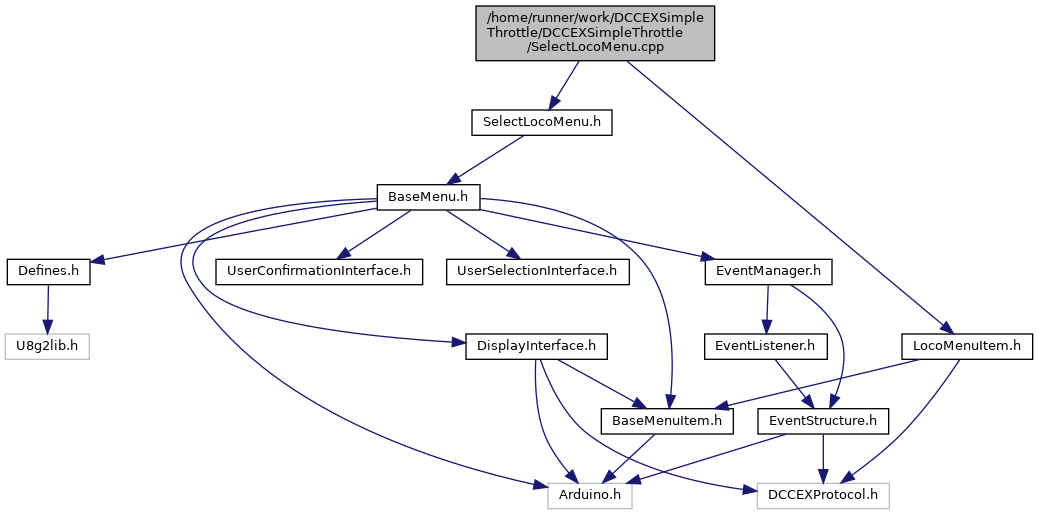 /home/runner/work/DCCEXSimple
Throttle/DCCEXSimpleThrottle
/SelectLocoMenu.cpp
SelectLocoMenu.h
BaseMenu.h
Defines.h
UserConfirmationInterface.h
UserSelectionInterface.h
EventManager.h
U8g2lib.h
DisplayInterface.h
EventListener.h
LocoMenuItem.h
BaseMenuItem.h
EventStructure.h
Arduino.h
DCCEXProtocol.h